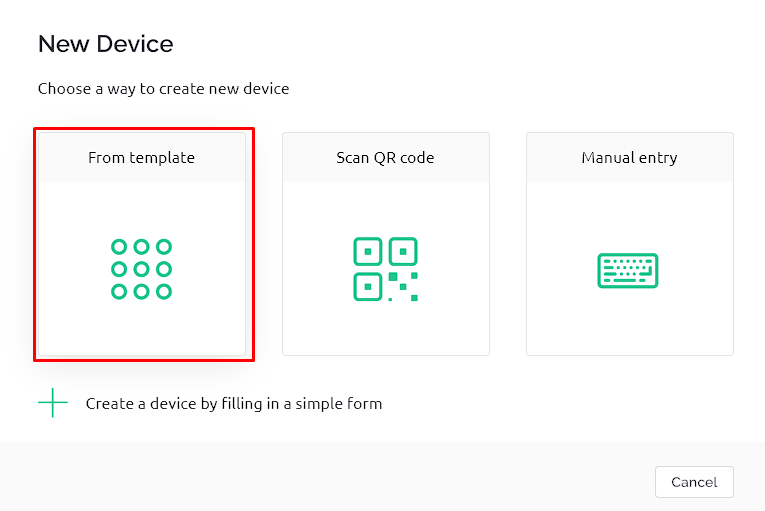 New Device
Choose a way to create new device
From template
Scan QR code
Manual entry
Create a device by filling in a simple form
Cancel